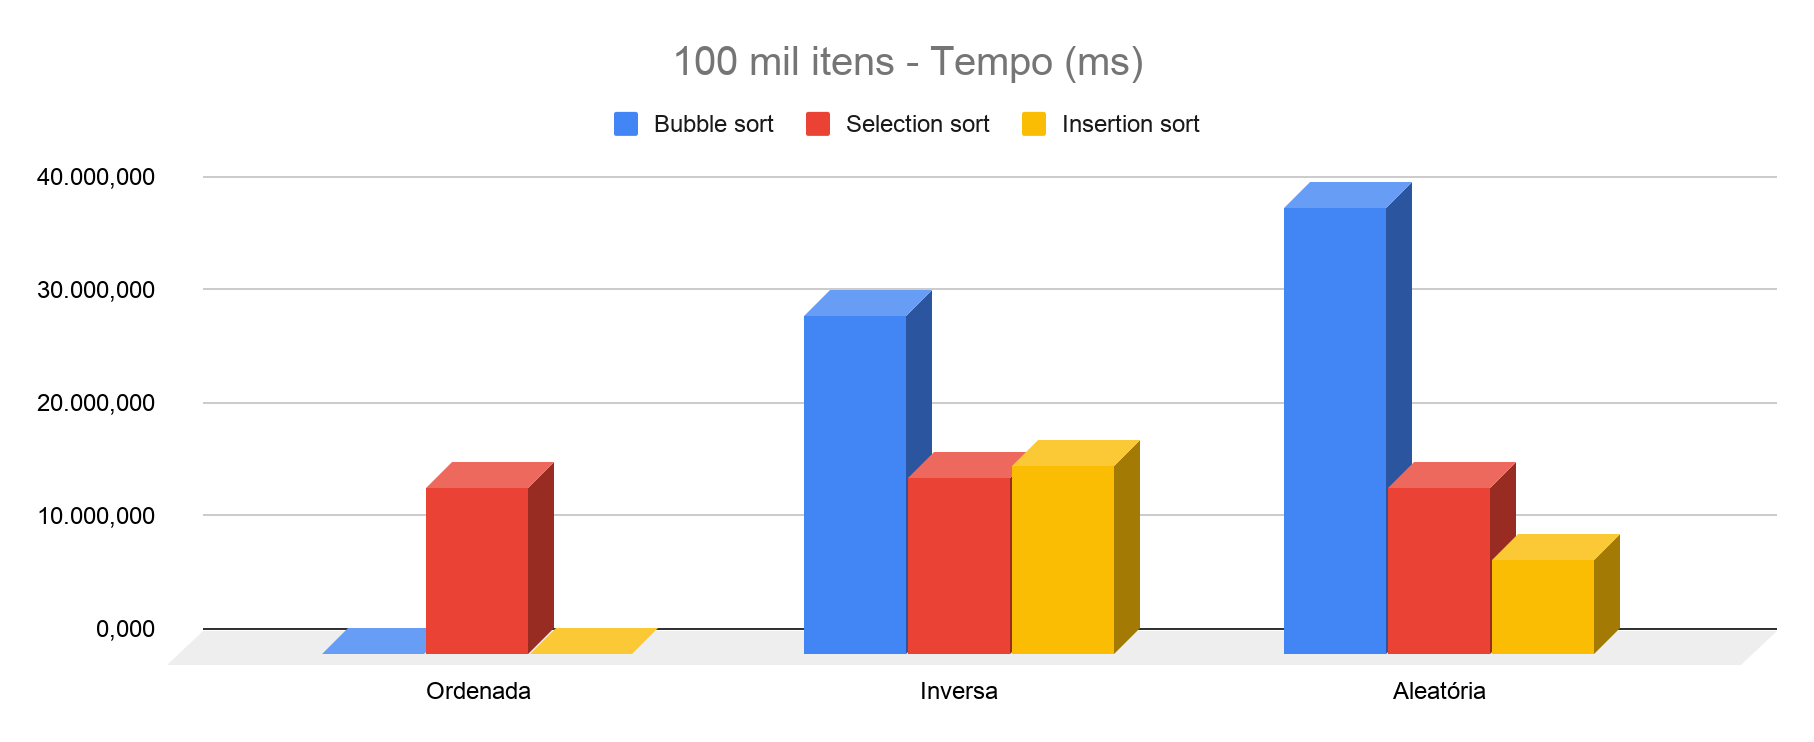 100 mil itens - Tempo (ms)
Bubble sort Selection sort Insertion sort
40.000,000
30.000,000
20.000,000
10.000,000
0,000
Ordenada Inversa Aleatória